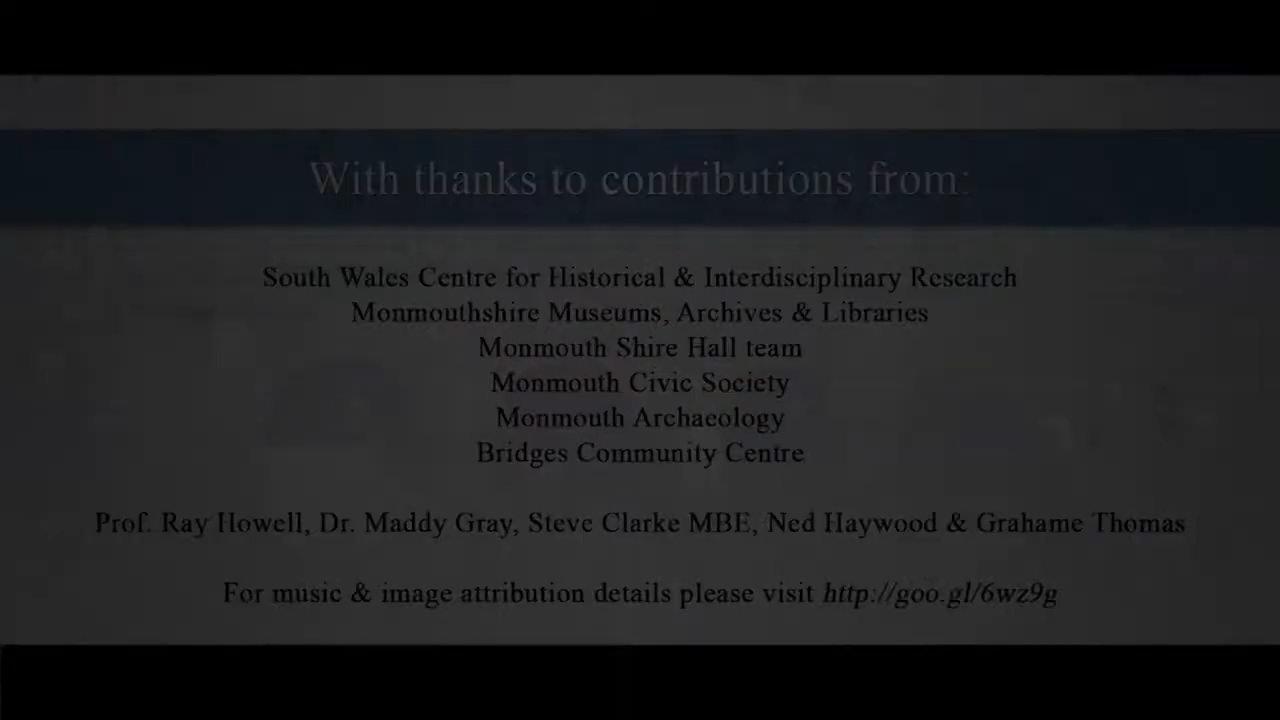 With thanks to contributions from:
South Wales Centre for Historical & Interdisciplinary Research
Monmouthshire Museums, Archives & Libraries
Monmouth Shire Hall team
Monmouth Civic Society
Monmouth Archaeology
Bridges Community Centre
Prof. Ray Howell, Dr. Maddy Gray, Steve Clarke MBE, Ned Haywood & Grahame Thomas
For music & image attribution details please visit http://goo.gl/6wz9g